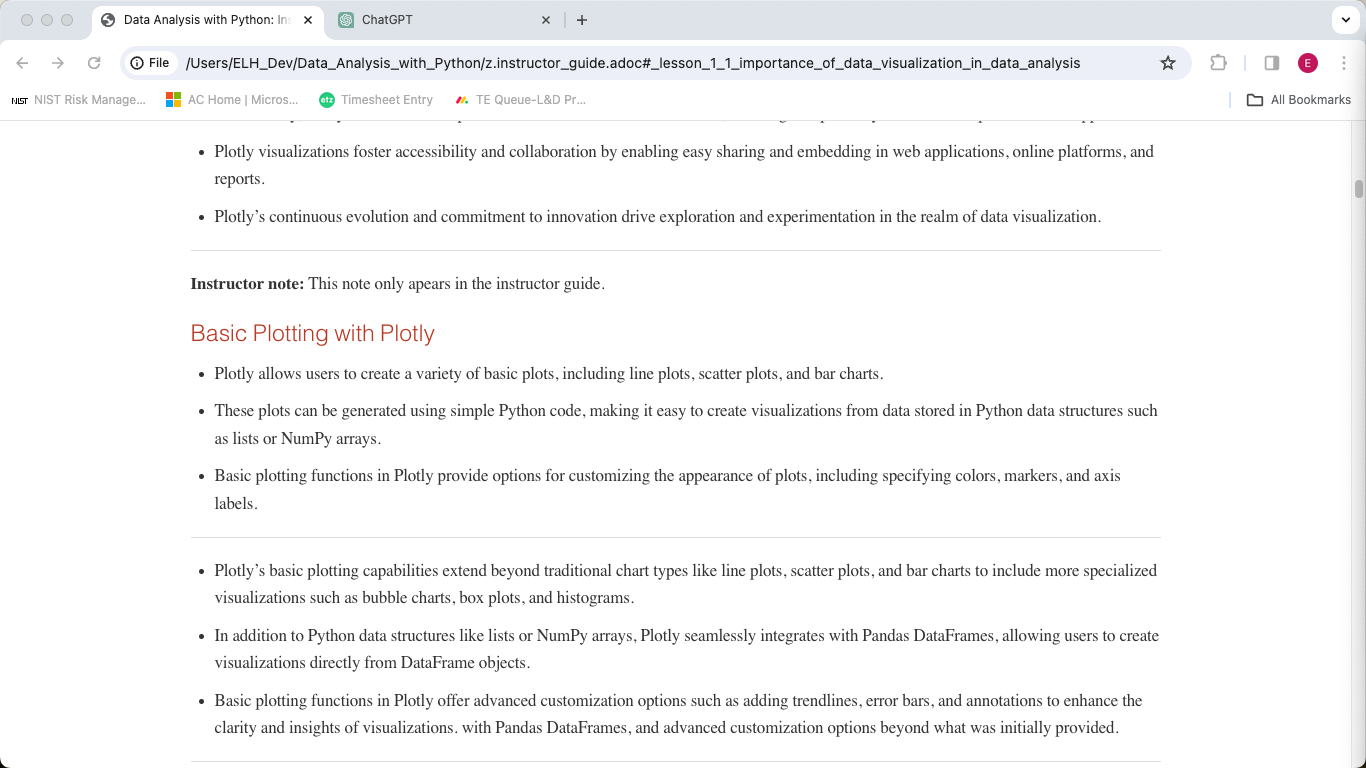 Data Analysis with Python: Ins
ChatGPT
File
/Users/ELH_Dev/Data_Analysis_with_Python/z.instructor_guide.adoc#_lesson_1_1_importance_of_data_visualization_in_data_analysis
E
NIST NIST Risk Manage...
AC Home | Micros...
etz Timesheet Entry
TE Queue-L&D Pr...
All Bookmarks
• Plotly visualizations foster accessibility and collaboration by enabling easy sharing and embedding in web applications, online platforms, and
reports.
• Plotly’s continuous evolution and commitment to innovation drive exploration and experimentation in the realm of data visualization.
Instructor note: This note only apears in the instructor guide.
Basic Plotting with Plotly
• Plotly allows users to create a variety of basic plots, including line plots, scatter plots, and bar charts.
• These plots can be generated using simple Python code, making it easy to create visualizations from data stored in Python data structures such
as lists or NumPy arrays.
• Basic plotting functions in Plotly provide options for customizing the appearance of plots, including specifying colors, markers, and axis
labels.
• Plotly’s basic plotting capabilities extend beyond traditional chart types like line plots, scatter plots, and bar charts to include more specialized
visualizations such as bubble charts, box plots, and histograms.
• In addition to Python data structures like lists or NumPy arrays, Plotly seamlessly integrates with Pandas DataFrames, allowing users to create
visualizations directly from DataFrame objects.
• Basic plotting functions in Plotly offer advanced customization options such as adding trendlines, error bars, and annotations to enhance the
clarity and insights of visualizations. with Pandas DataFrames, and advanced customization options beyond what was initially provided.